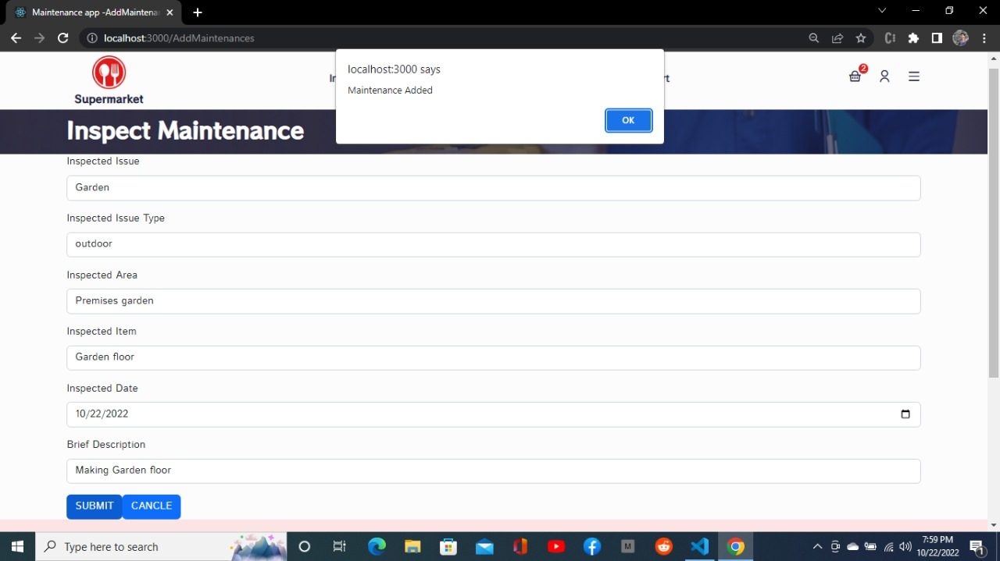 Maintenance app -AddMaintenan
localhost:3000/AddMaintenances
localhost:3000 says
Maintenance Added
OK
2
Supermarket
Inspect Maintenance
Inspected Issue
Garden
Inspected Issue Type
outdoor
Inspected Area
Premises garden
Inspected Item
Garden floor
Inspected Date
10/22/2022
Brief Description
Making Garden floor
SUBMIT CANCLE
Type here to search
M
7:59 PM
10/22/2022
1